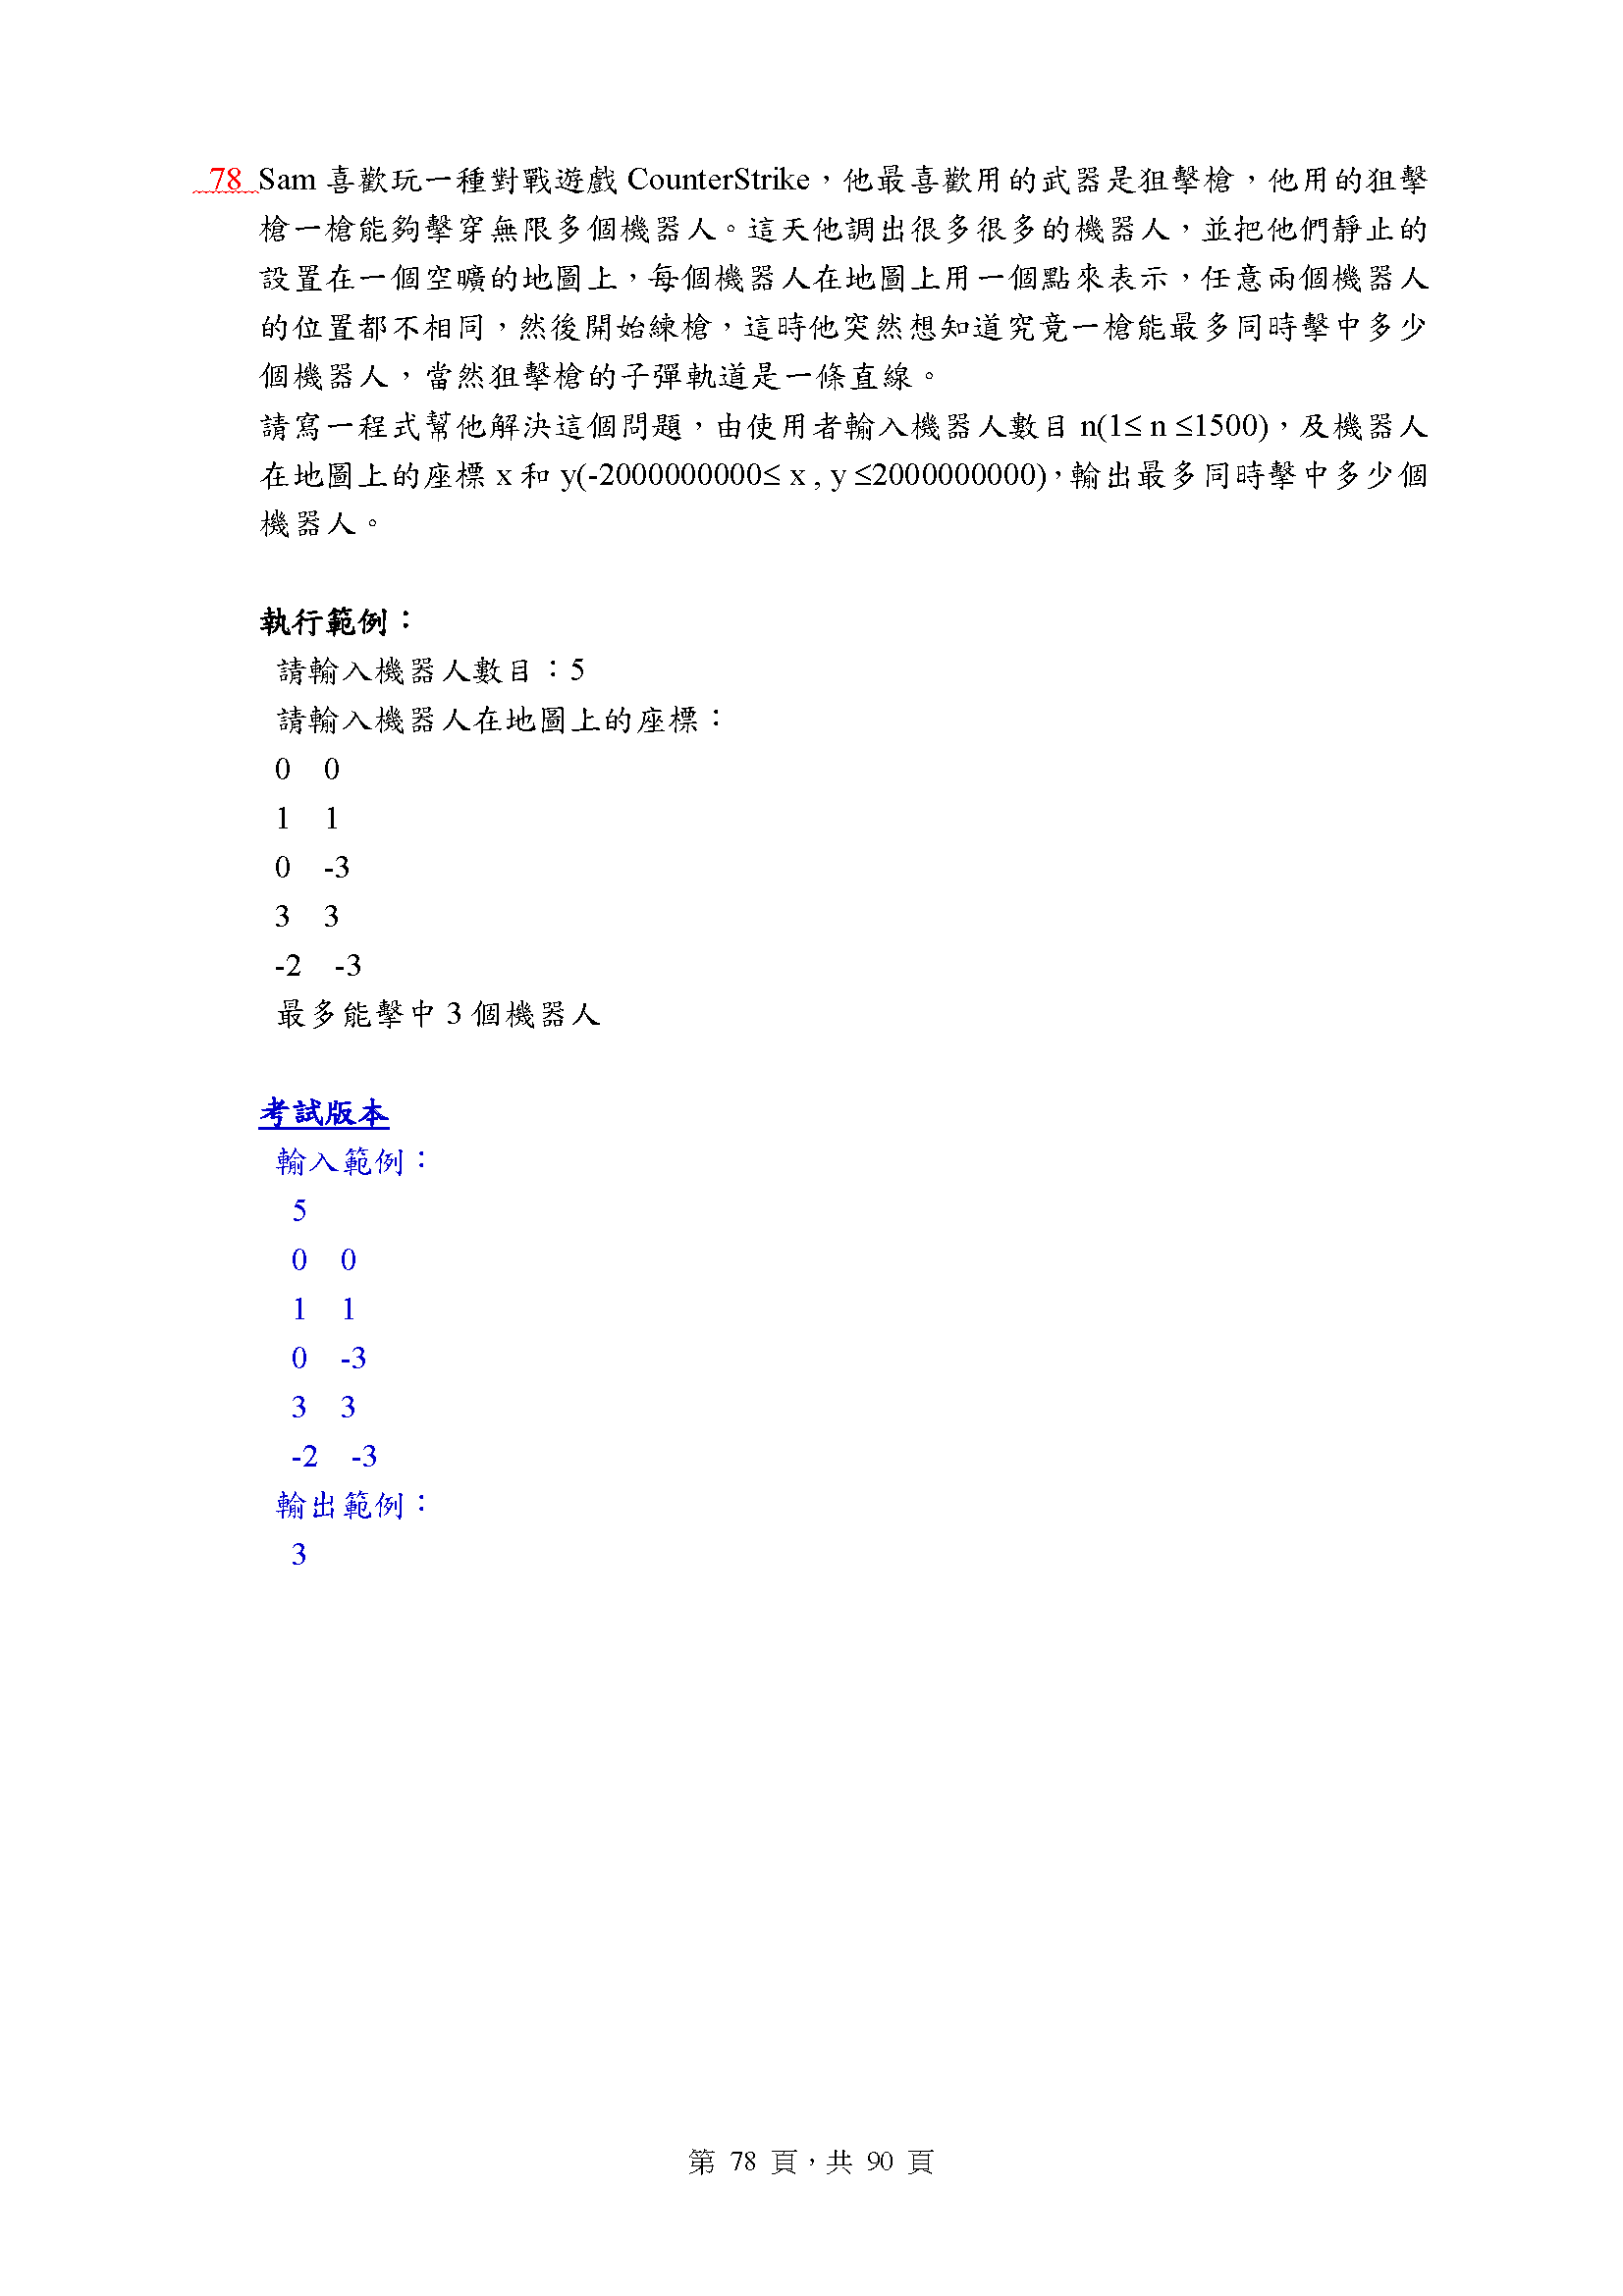 78 Sam 喜歡玩一種對戰遊戲 CounterStrike，他最喜歡用的武器是狙擊槍，他用的狙擊
槍一槍能夠擊穿無限多個機器人。這天他調出很多很多的機器人，並把他們靜止的
設置在一個空曠的地圖上，每個機器人在地圖上用一個點來表示，任意兩個機器人
的位置都不相同，然後開始練槍，這時他突然想知道究竟一槍能最多同時擊中多少
個機器人，當然狙擊槍的子彈軌道是一條直線。
請寫一程式幫他解決這個問題，由使用者輸入機器人數目 n(1≤ n ≤1500)，及機器人
在地圖上的座標 x 和 y(-2000000000≤ x , y ≤2000000000)，輸出最多同時擊中多少個
機器人。
執行範例：
請輸入機器人數目：5
請輸入機器人在地圖上的座標：
0 0
1 1
0 -3
3 3
-2 -3
最多能擊中 3 個機器人
考試版本
輸入範例：
5
0 0
1 1
0 -3
3 3
-2 -3
輸出範例：
3
第 78 頁，共 90 頁